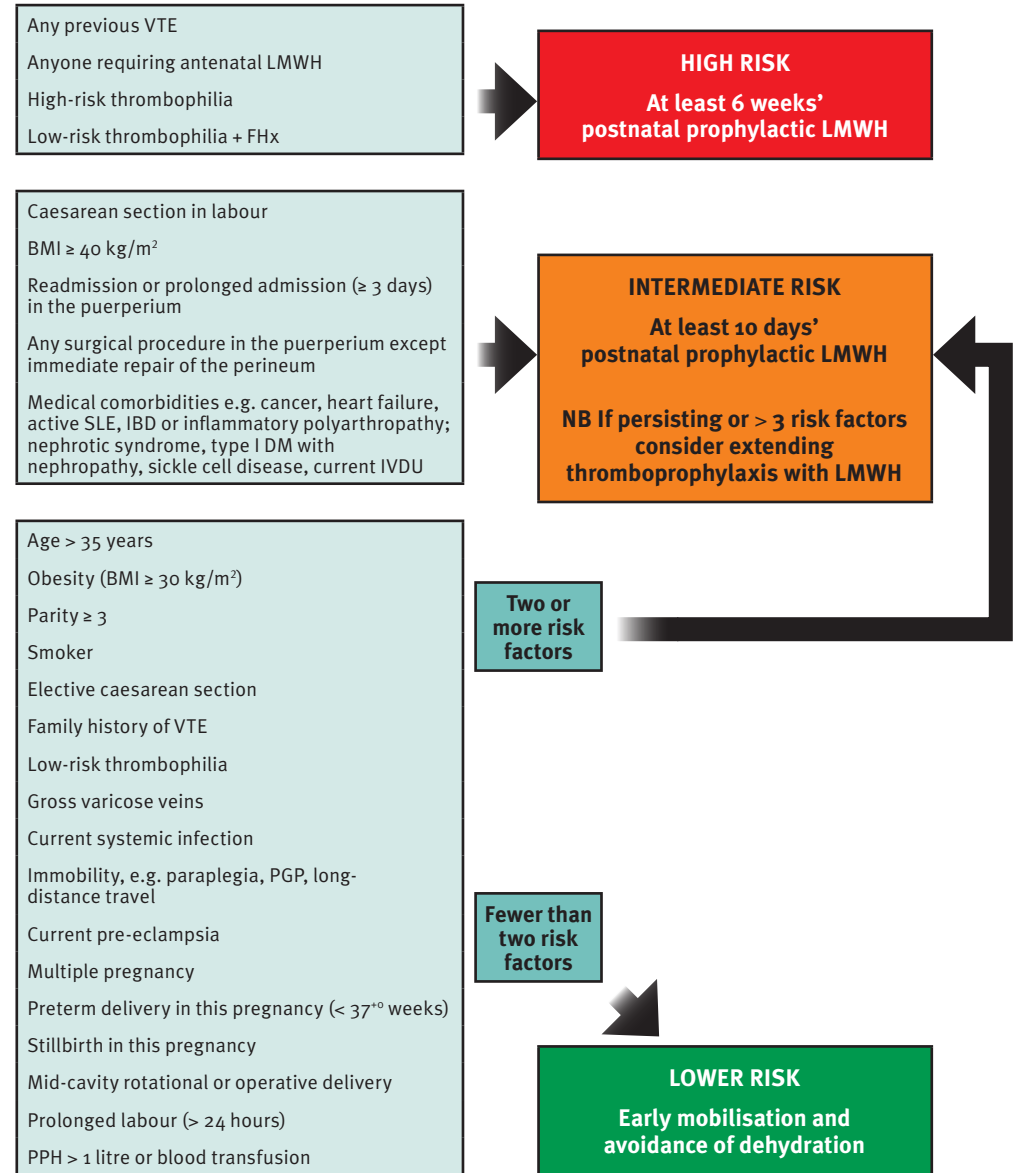 Any previous VTE
Anyone requiring antenatal LMWH
High-risk thrombophilia
Low-risk thrombophilia + FHx
HIGH RISK
At least 6 weeks’
postnatal prophylactic LMWH
Caesarean section in labour
BMI ≥ 40 kg/m²
Readmission or prolonged admission (≥ 3 days)
in the puerperium
Any surgical procedure in the puerperium except
immediate repair of the perineum
Medical comorbidities e.g. cancer, heart failure,
active SLE, IBD or inflammatory polyarthropathy;
nephrotic syndrome, type I DM with
nephropathy, sickle cell disease, current IVDU
INTERMEDIATE RISK
At least 10 days’
postnatal prophylactic LMWH
NB If persisting or > 3 risk factors
consider extending
thromboprophylaxis with LMWH
Age > 35 years
Obesity (BMI ≥ 30 kg/m²)
Parity ≥ 3
Smoker
Elective caesarean section
Family history of VTE
Low-risk thrombophilia
Gross varicose veins
Current systemic infection
Immobility, e.g. paraplegia, PGP, long-
distance travel
Current pre-eclampsia
Multiple pregnancy
Preterm delivery in this pregnancy (< 37⁺⁰ weeks)
Stillbirth in this pregnancy
Mid-cavity rotational or operative delivery
Prolonged labour (> 24 hours)
PPH > 1 litre or blood transfusion
Two or
more risk
factors
Fewer than
two risk
factors
LOWER RISK
Early mobilisation and
avoidance of dehydration